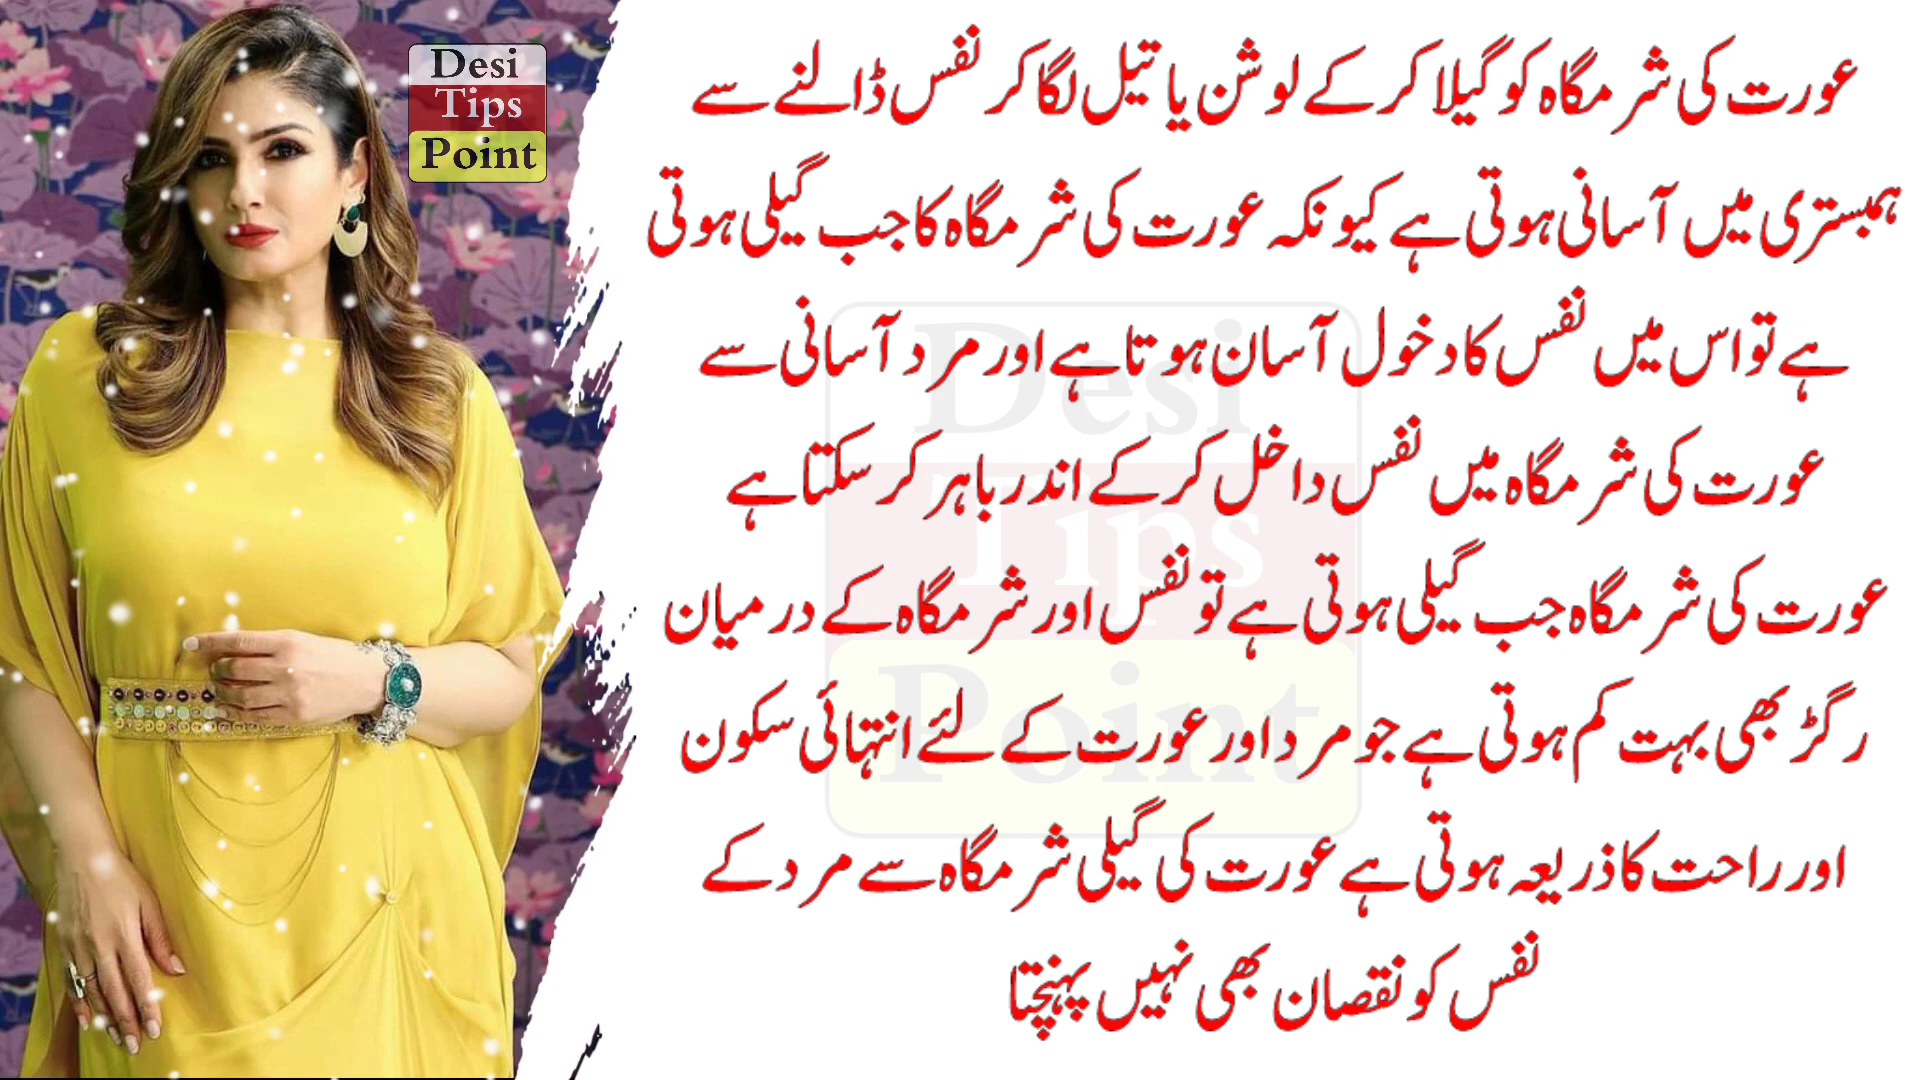 Desi
Tips
Point
عورت کی شرمگاہ کو گیلا کر کے لوشن یا تیل لگا کر نفس ڈالنے سے
ہمبستری میں آسانی ہوتی ہے کیونکہ عورت کی شرمگاہ کا جب گیلی ہوتی
ہے تو اس میں نفس کا دخول آسان ہوتا ہے اور مرد آسانی سے
عورت کی شرمگاہ میں نفس داخل کر کے اندر باہر کر سکتا ہے
عورت کی شرمگاہ جب گیلی ہوتی ہے تو نفس اور شرمگاہ کے درمیان
رگڑ بھی بہت کم ہوتی ہے جو مرد اور عورت کے لئے انتہائی سکون
اور راحت کا ذریعہ ہوتی ہے عورت کی گیلی شرمگاہ سے مرد کے
نفس کو نقصان بھی نہیں پہنچتا
Desi
Tips
Point